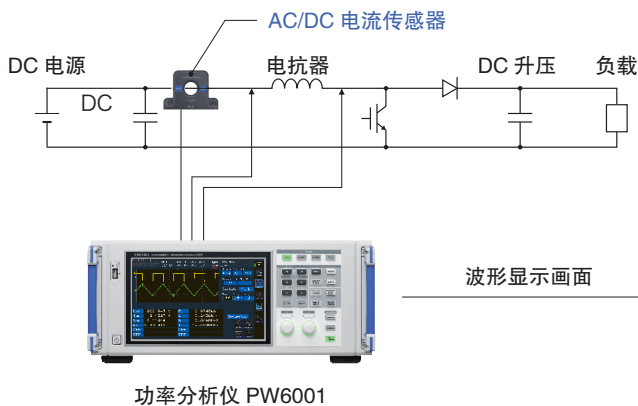 AC/DC 电流传感器
DC 电源
电抗器
DC 升压
负载
DC
波形显示画面
功率分析仪 PW6001